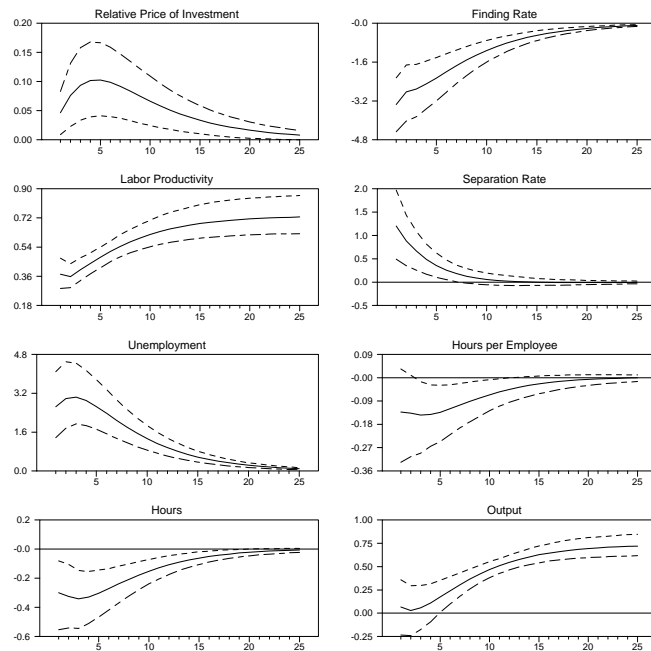 Relative Price of Investment
0.20
0.15
0.10
0.05
0.00
5 10 15 20 25
Finding Rate
-0.0
-1.6
-3.2
-4.8
5 10 15 20 25
Labor Productivity
0.90
0.72
0.54
0.36
0.18
5 10 15 20 25
Separation Rate
2.0
1.5
1.0
0.5
0.0
-0.5
5 10 15 20 25
Unemployment
4.8
3.2
1.6
0.0
5 10 15 20 25
Hours per Employee
0.09
-0.00
-0.09
-0.18
-0.27
-0.36
5 10 15 20 25
Hours
0.2
-0.0
-0.2
-0.4
-0.6
5 10 15 20 25
Output
1.00
0.75
0.50
0.25
0.00
-0.25
5 10 15 20 25